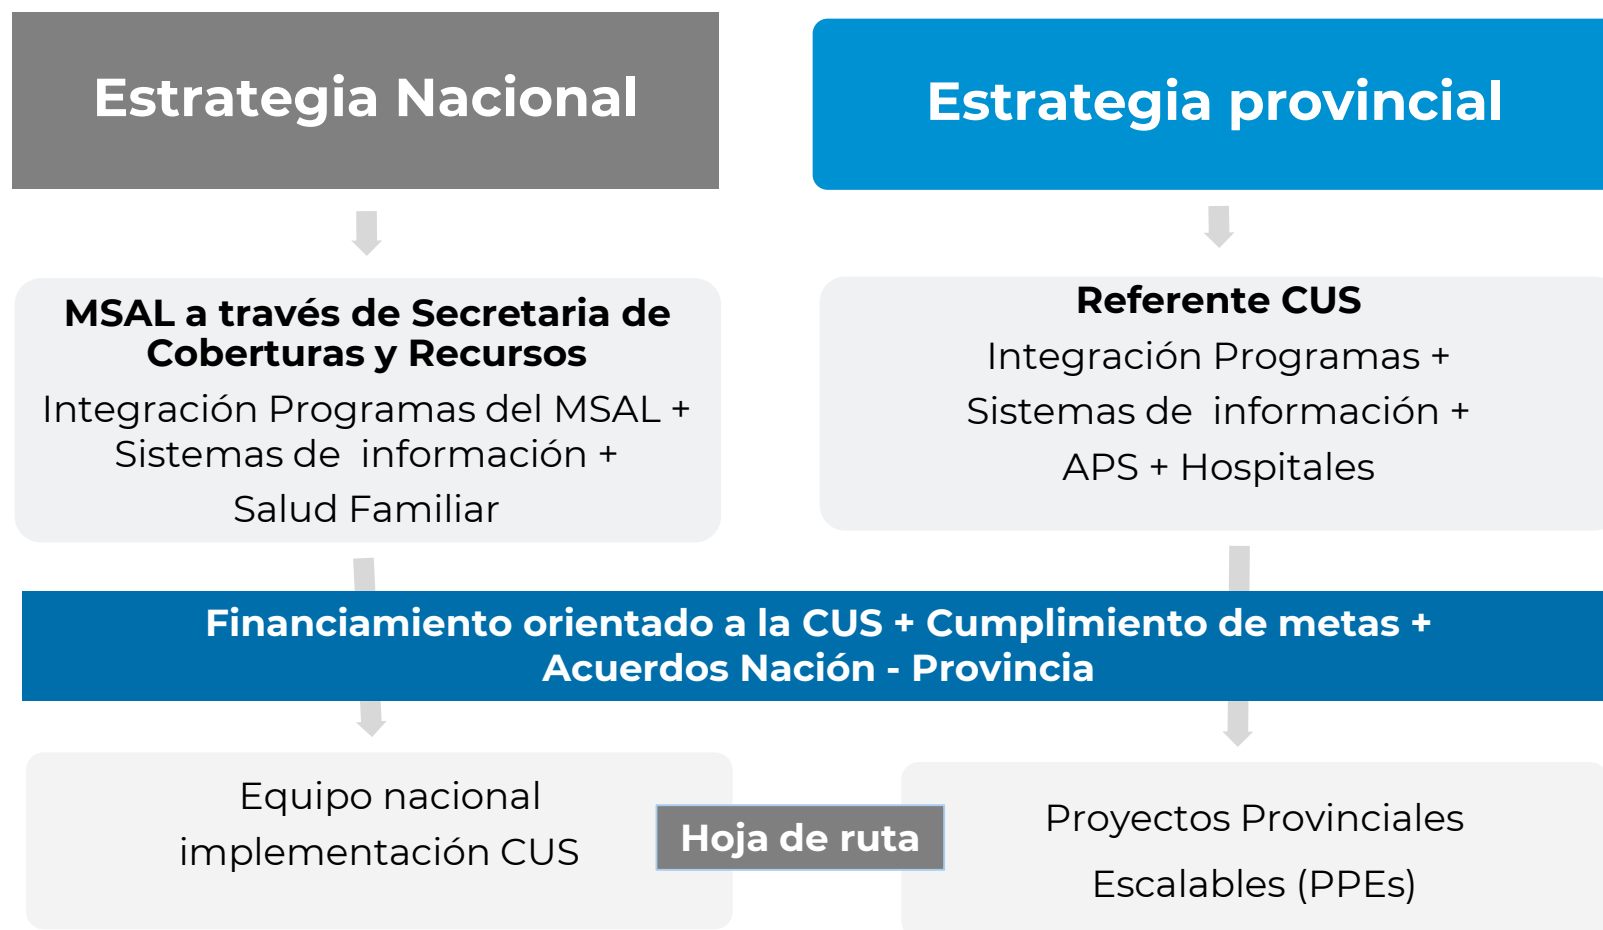 Estrategia Nacional
Estrategia provincial
MSAL a través de Secretaria de
Coberturas y Recursos
Integración Programas del MSAL +
Sistemas de información +
Salud Familiar
Referente CUS
Integración Programas +
Sistemas de información +
APS + Hospitales
Financiamiento orientado a la CUS + Cumplimiento de metas +
Acuerdos Nación - Provincia
Equipo nacional
implementación CUS
Hoja de ruta
Proyectos Provinciales
Escalables (PPEs)